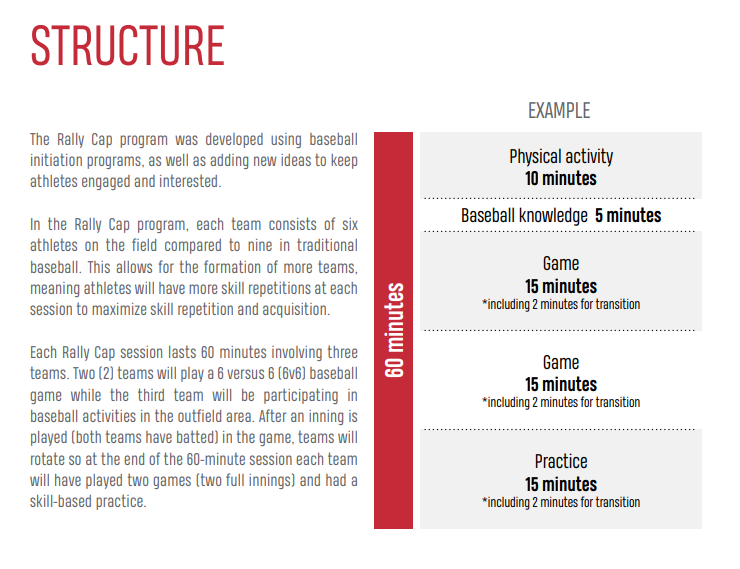 STRUCTURE
The Rally Cap program was developed using baseball
initiation programs, as well as adding new ideas to keep
athletes engaged and interested.
In the Rally Cap program, each team consists of six
athletes on the field compared to nine in traditional
baseball. This allows for the formation of more teams,
meaning athletes will have more skill repetitions at each
session to maximize skill repetition and acquisition.
Each Rally Cap session lasts 60 minutes involving three
teams. Two (2) teams will play a 6 versus 6 (6v6) baseball
game while the third team will be participating in
baseball activities in the outfield area. After an inning is
played (both teams have batted) in the game, teams will
rotate so at the end of the 60-minute session each team
will have played two games (two full innings) and had a
skill-based practice.
EXAMPLE
60 minutes
Physical activity
10 minutes
Baseball knowledge 5 minutes
Game
15 minutes
*including 2 minutes for transition
Game
15 minutes
*including 2 minutes for transition
Practice
15 minutes
*including 2 minutes for transition